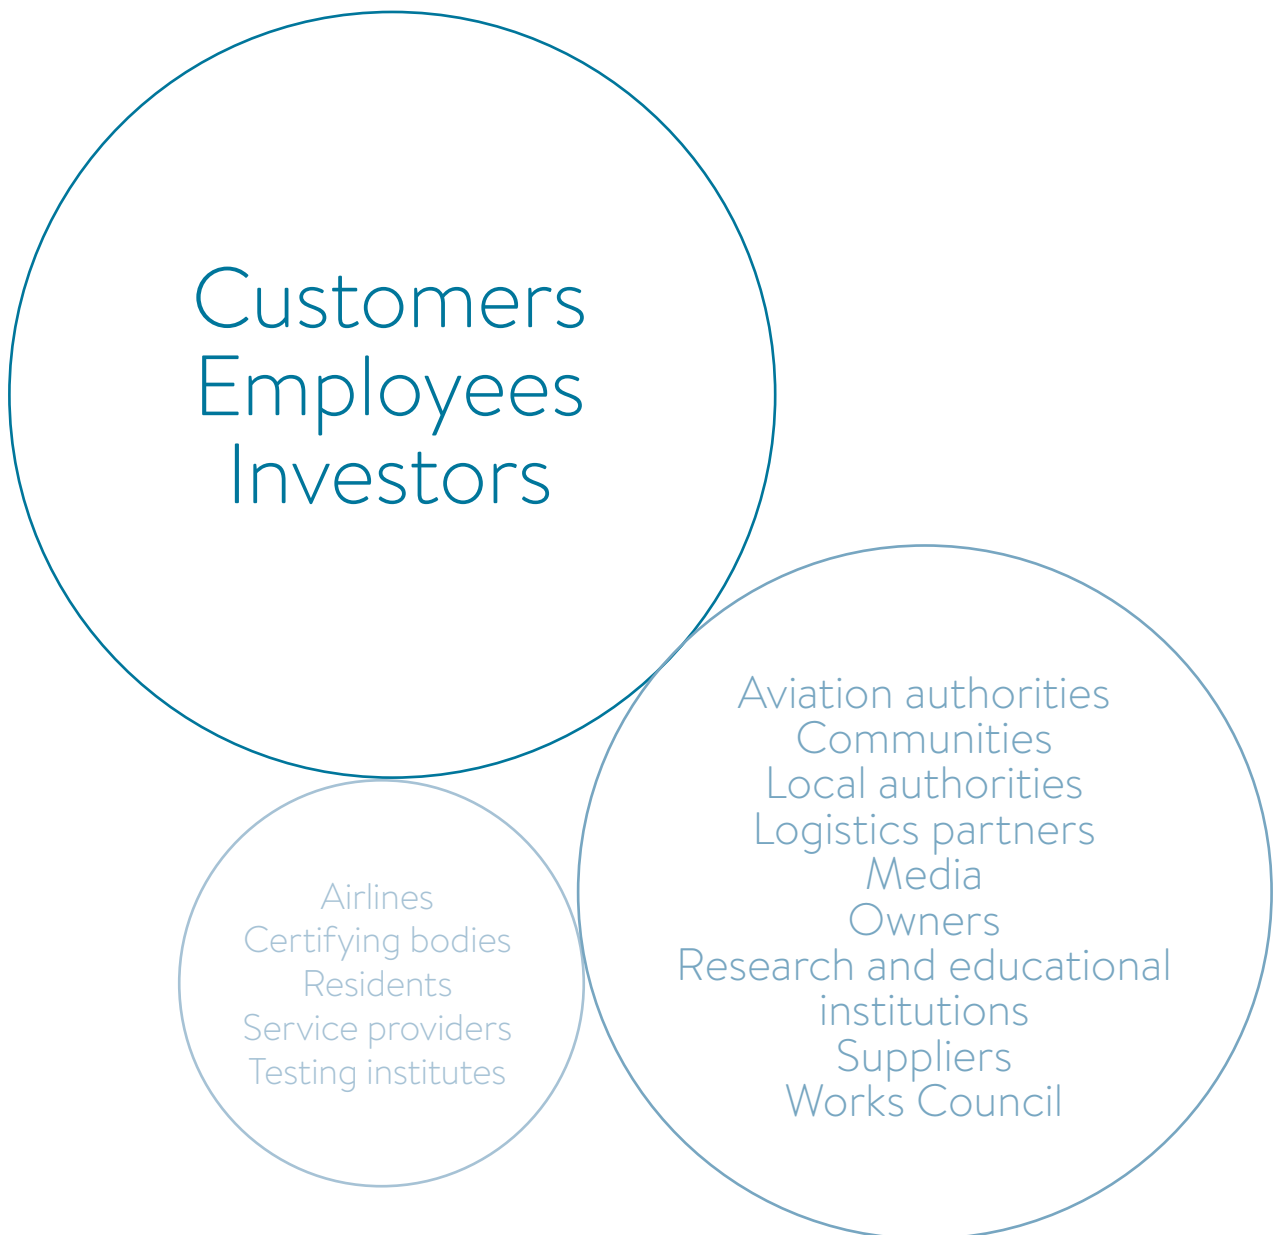 Customers
Employees
Investors
Aviation authorities
Communities
Local authorities
Logistics partners
Media
Owners
Research and educational
institutions
Suppliers
Works Council
Airlines
Certifying bodies
Residents
Service providers
Testing institutes